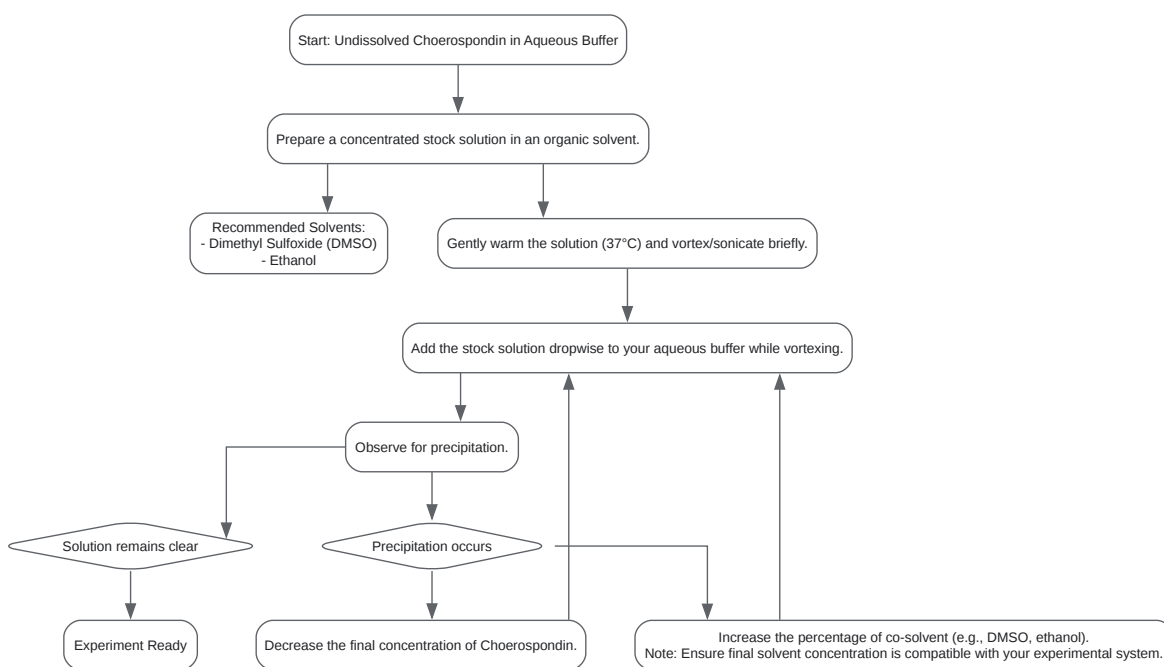 Start: Undissolved Choerospondin in Aqueous Buffer
Prepare a concentrated stock solution in an organic solvent.
Recommended Solvents:
- Dimethyl Sulfoxide (DMSO)
- Ethanol
Gently warm the solution (37°C) and vortex/sonicate briefly.
Add the stock solution dropwise to your aqueous buffer while vortexing.
Observe for precipitation.
Solution remains clear
Precipitation occurs
Experiment Ready
Decrease the final concentration of Choerospondin.
Increase the percentage of co-solvent (e.g., DMSO, ethanol).
Note: Ensure final solvent concentration is compatible with your experimental system.